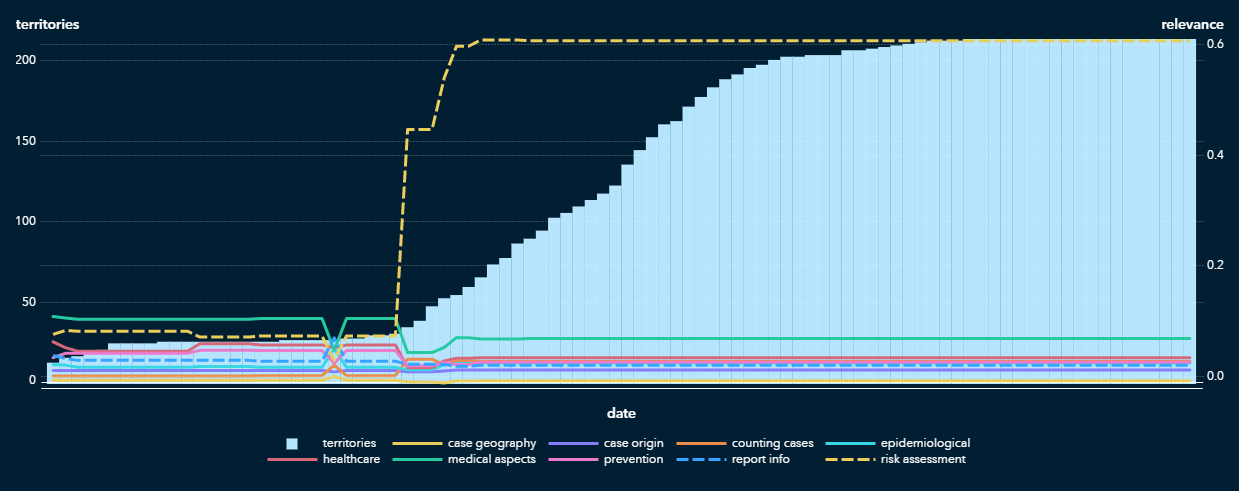 territories relevance
200 0.6
150 0.4
100
0.2
50
0 0.0
date
territories case geography case origin counting cases epidemiological
healthcare medical aspects prevention report info risk assessment